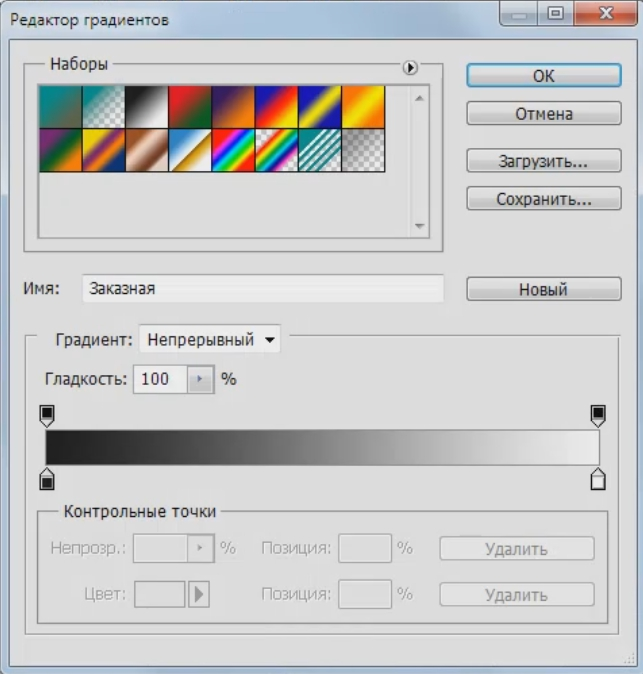 Редактор градиентов
Наборы
OK
Отмена
Загрузить...
Сохранить...
Имя: Заказная
Новый
Градиент: Непрерывный
Гладкость: 100 %
Контрольные точки
Непрозр.: % Позиция: % Удалить
Цвет: Позиция: % Удалить